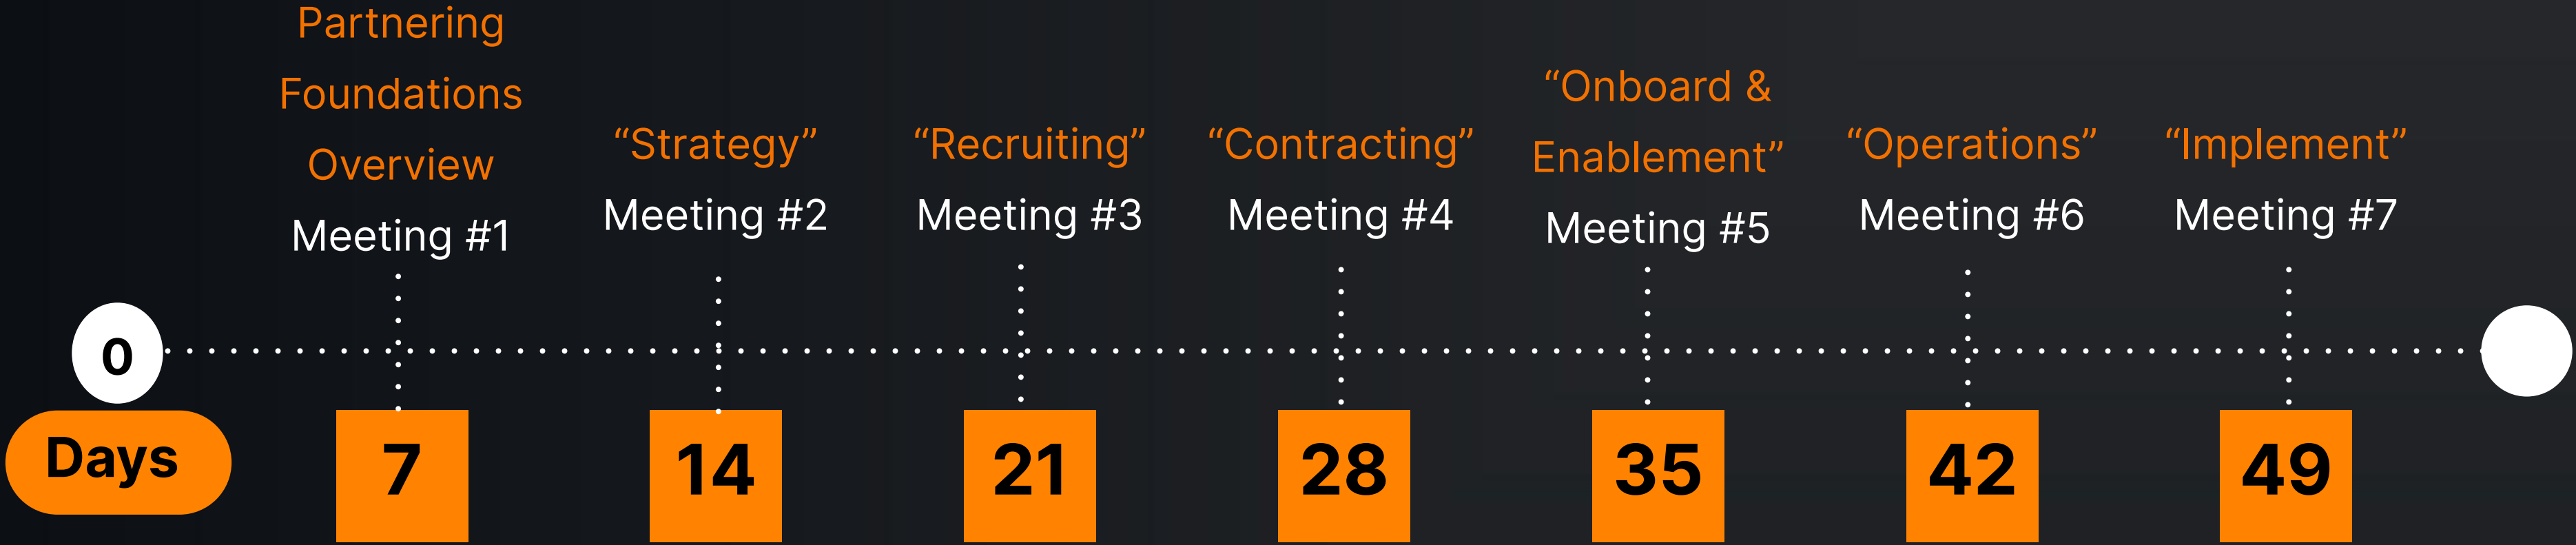 Partnering
Foundations
Overview
Meeting #1
“Strategy”
Meeting #2
“Recruiting”
Meeting #3
“Contracting”
Meeting #4
“Onboard &
Enablement”
Meeting #5
“Operations”
Meeting #6
“Implement”
Meeting #7
0
Days
7
14
21
28
35
42
49